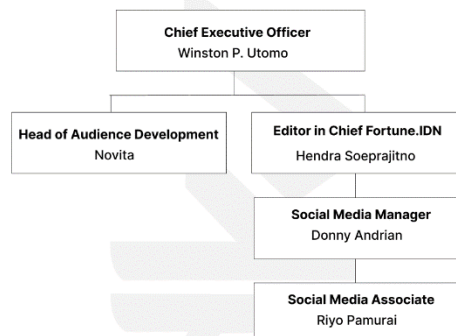 Chief Executive Officer
Winston P. Utomo
Head of Audience Development
Novita
Editor in Chief Fortune.IDN
Hendra Soeprajitno
Social Media Manager
Donny Andrian
Social Media Associate
Riyo Pamurai